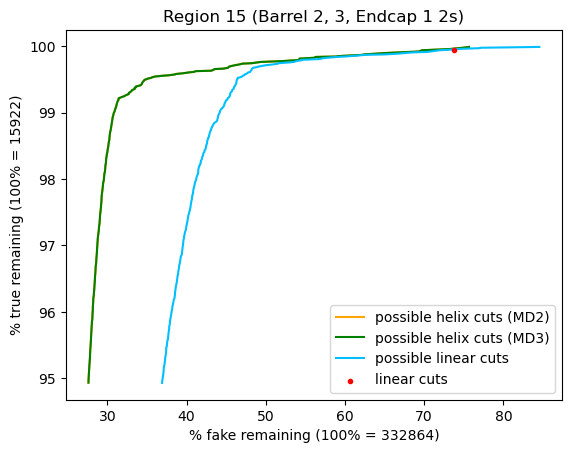 Region 15 (Barrel 2, 3, Endcap 1 2s)
% true remaining (100% = 15922)
100
99
98
97
96
95
possible helix cuts (MD2)
possible helix cuts (MD3)
possible linear cuts
linear cuts
30 40 50 60 70 80
% fake remaining (100% = 332864)